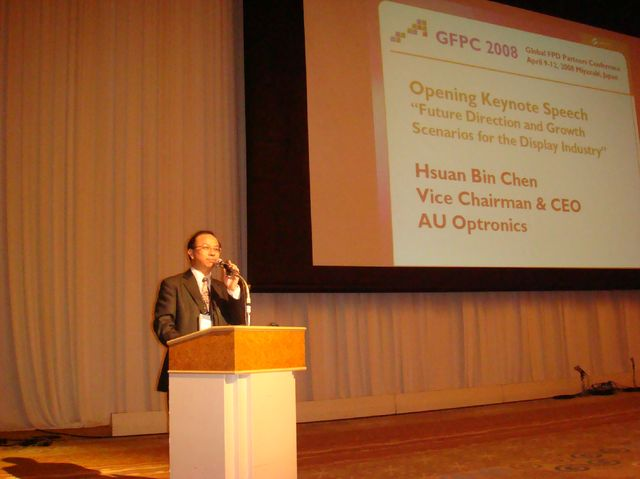 GFPC 2008
Global FPD Partners Conference
April 9-12, 2008 Miyazaki, Japan
Opening Keynote Speech
"Future Direction and Growth
Scenarios for the Display Industry"
Hsuan Bin Chen
Vice Chairman & CEO
AU Optronics